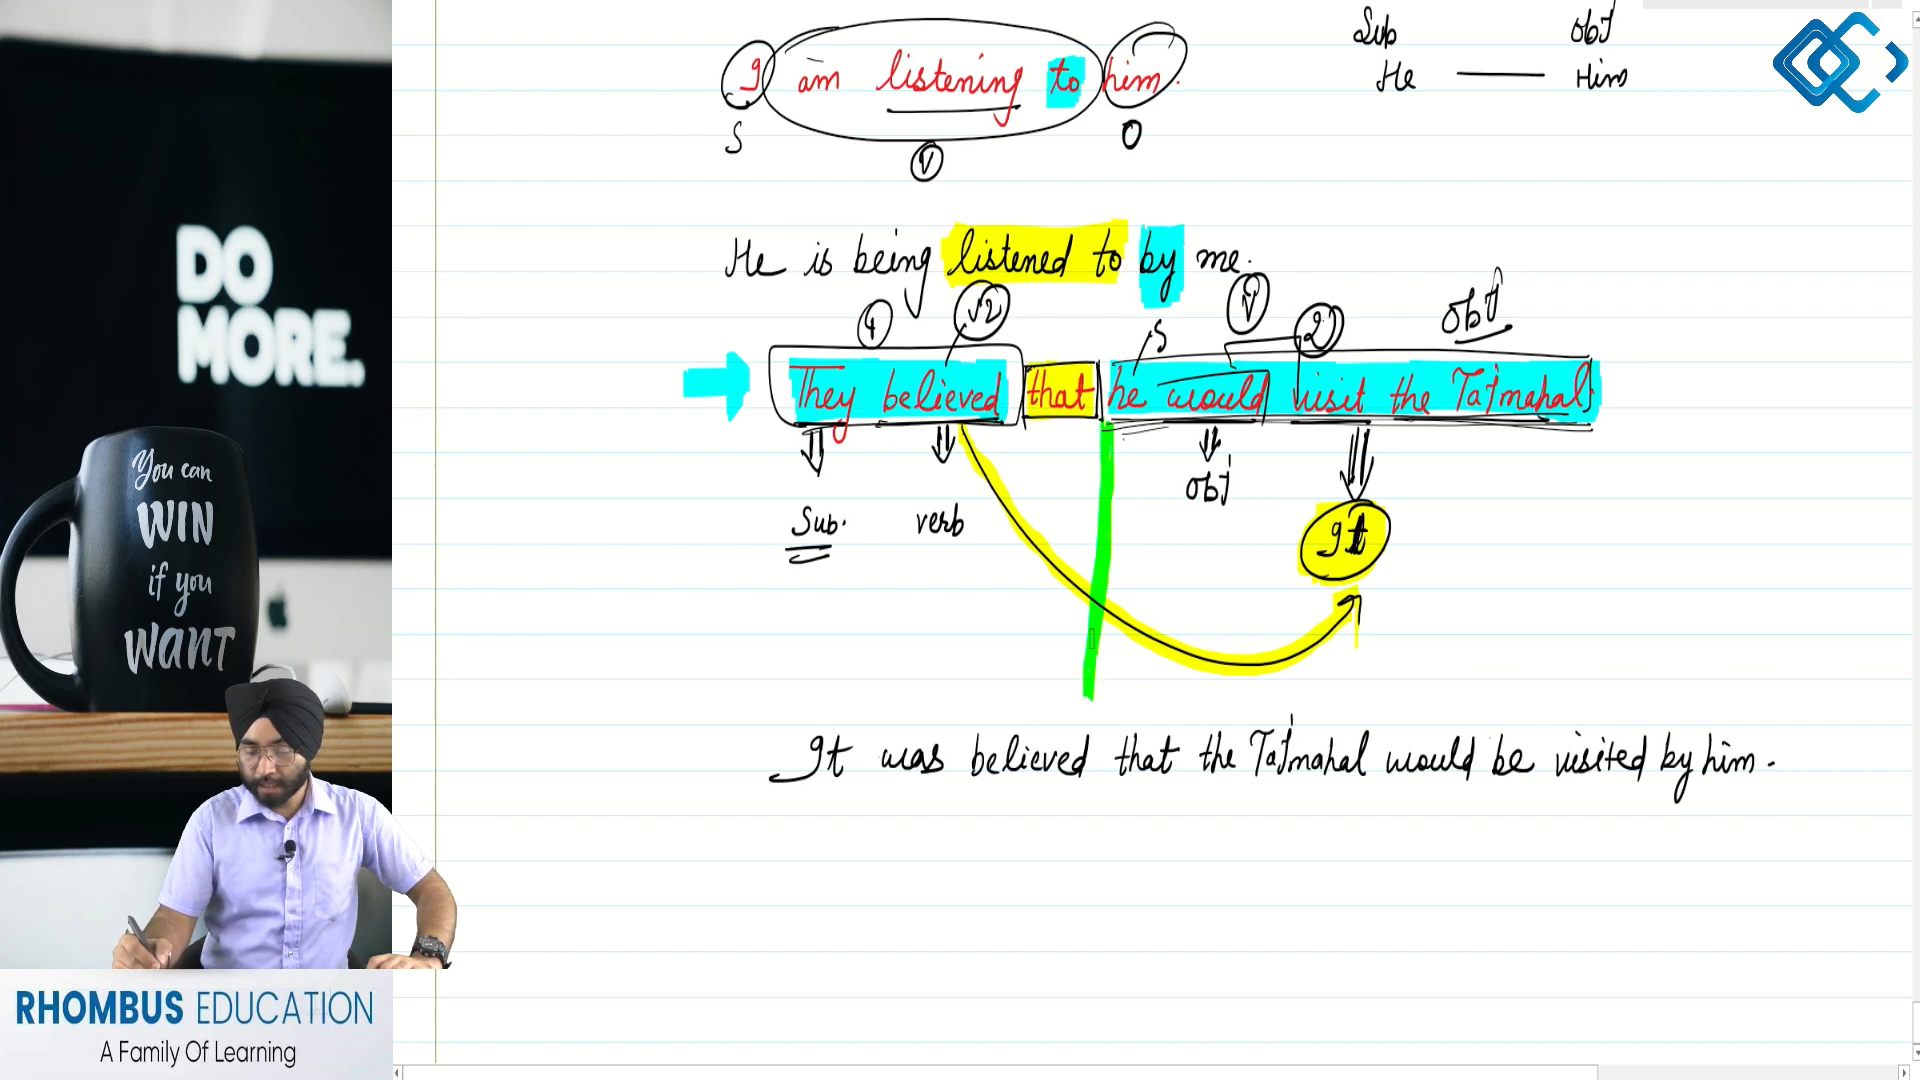 DO
MORE.
You can
WIN
if you
WANT
RHOMBUS EDUCATION
A Family Of Learning
Sub obj
He — Him
I am listening to him.
S V O
He is being listened to by me.
1 V2 S V 2 obj
They believed that he would visit the Tajmahal.
Sub. verb obj It
It was believed that the Tajmahal would be visited by him.